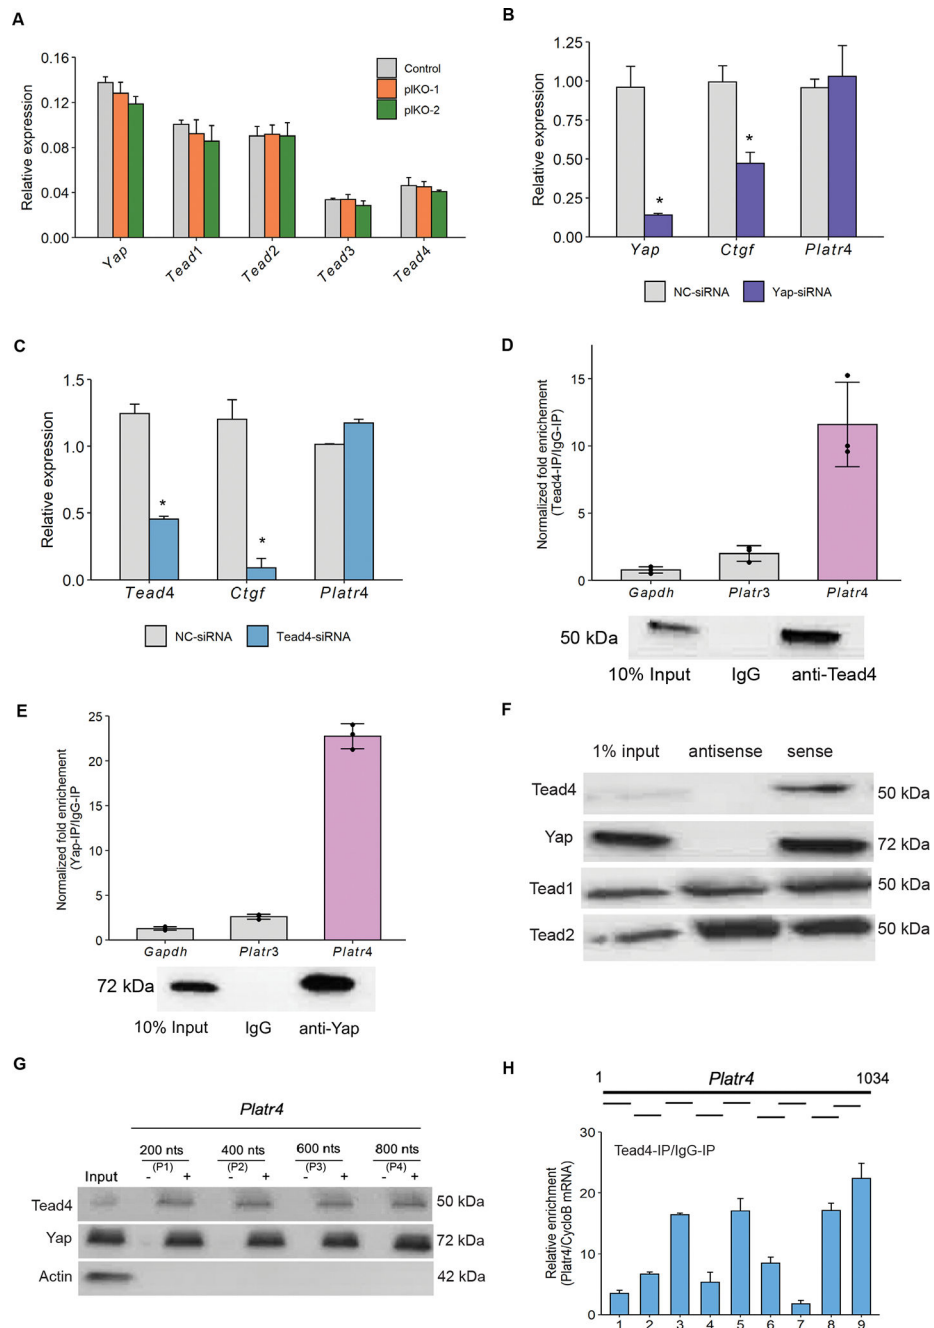 A
Relative expression
0.16
0.12
0.08
0.04
0.00
Control
plKO-1
plKO-2
Yap
Tead1
Tead2
Tead3
Tead4
B
Relative expression
1.25
1.00
0.75
0.50
0.25
0.00
*
*
Yap
Ctgf
Platr4
NC-siRNA
Yap-siRNA
C
Relative expression
1.5
1.0
0.5
0.0
*
*
Tead4
Ctgf
Platr4
NC-siRNA
Tead4-siRNA
D
Normalized fold enrichement
(Tead4-IP/IgG-IP)
15
10
5
0
Gapdh
Platr3
Platr4
50 kDa
10% Input
IgG
anti-Tead4
E
Normalized fold enrichement
(Yap-IP/IgG-IP)
25
20
15
10
5
0
Gapdh
Platr3
Platr4
72 kDa
10% Input
IgG
anti-Yap
F
1% input
antisense
sense
Tead4
50 kDa
Yap
72 kDa
Tead1
50 kDa
Tead2
50 kDa
G
Platr4
200 nts
400 nts
600 nts
800 nts
(P1)
(P2)
(P3)
(P4)
Input
- + - + - + - +
Tead4
50 kDa
Yap
72 kDa
Actin
42 kDa
H
1
Platr4
1034
Tead4-IP/IgG-IP
Relative enrichment
(Platr4/CycloB mRNA)
30
20
10
0
1 2 3 4 5 6 7 8 9